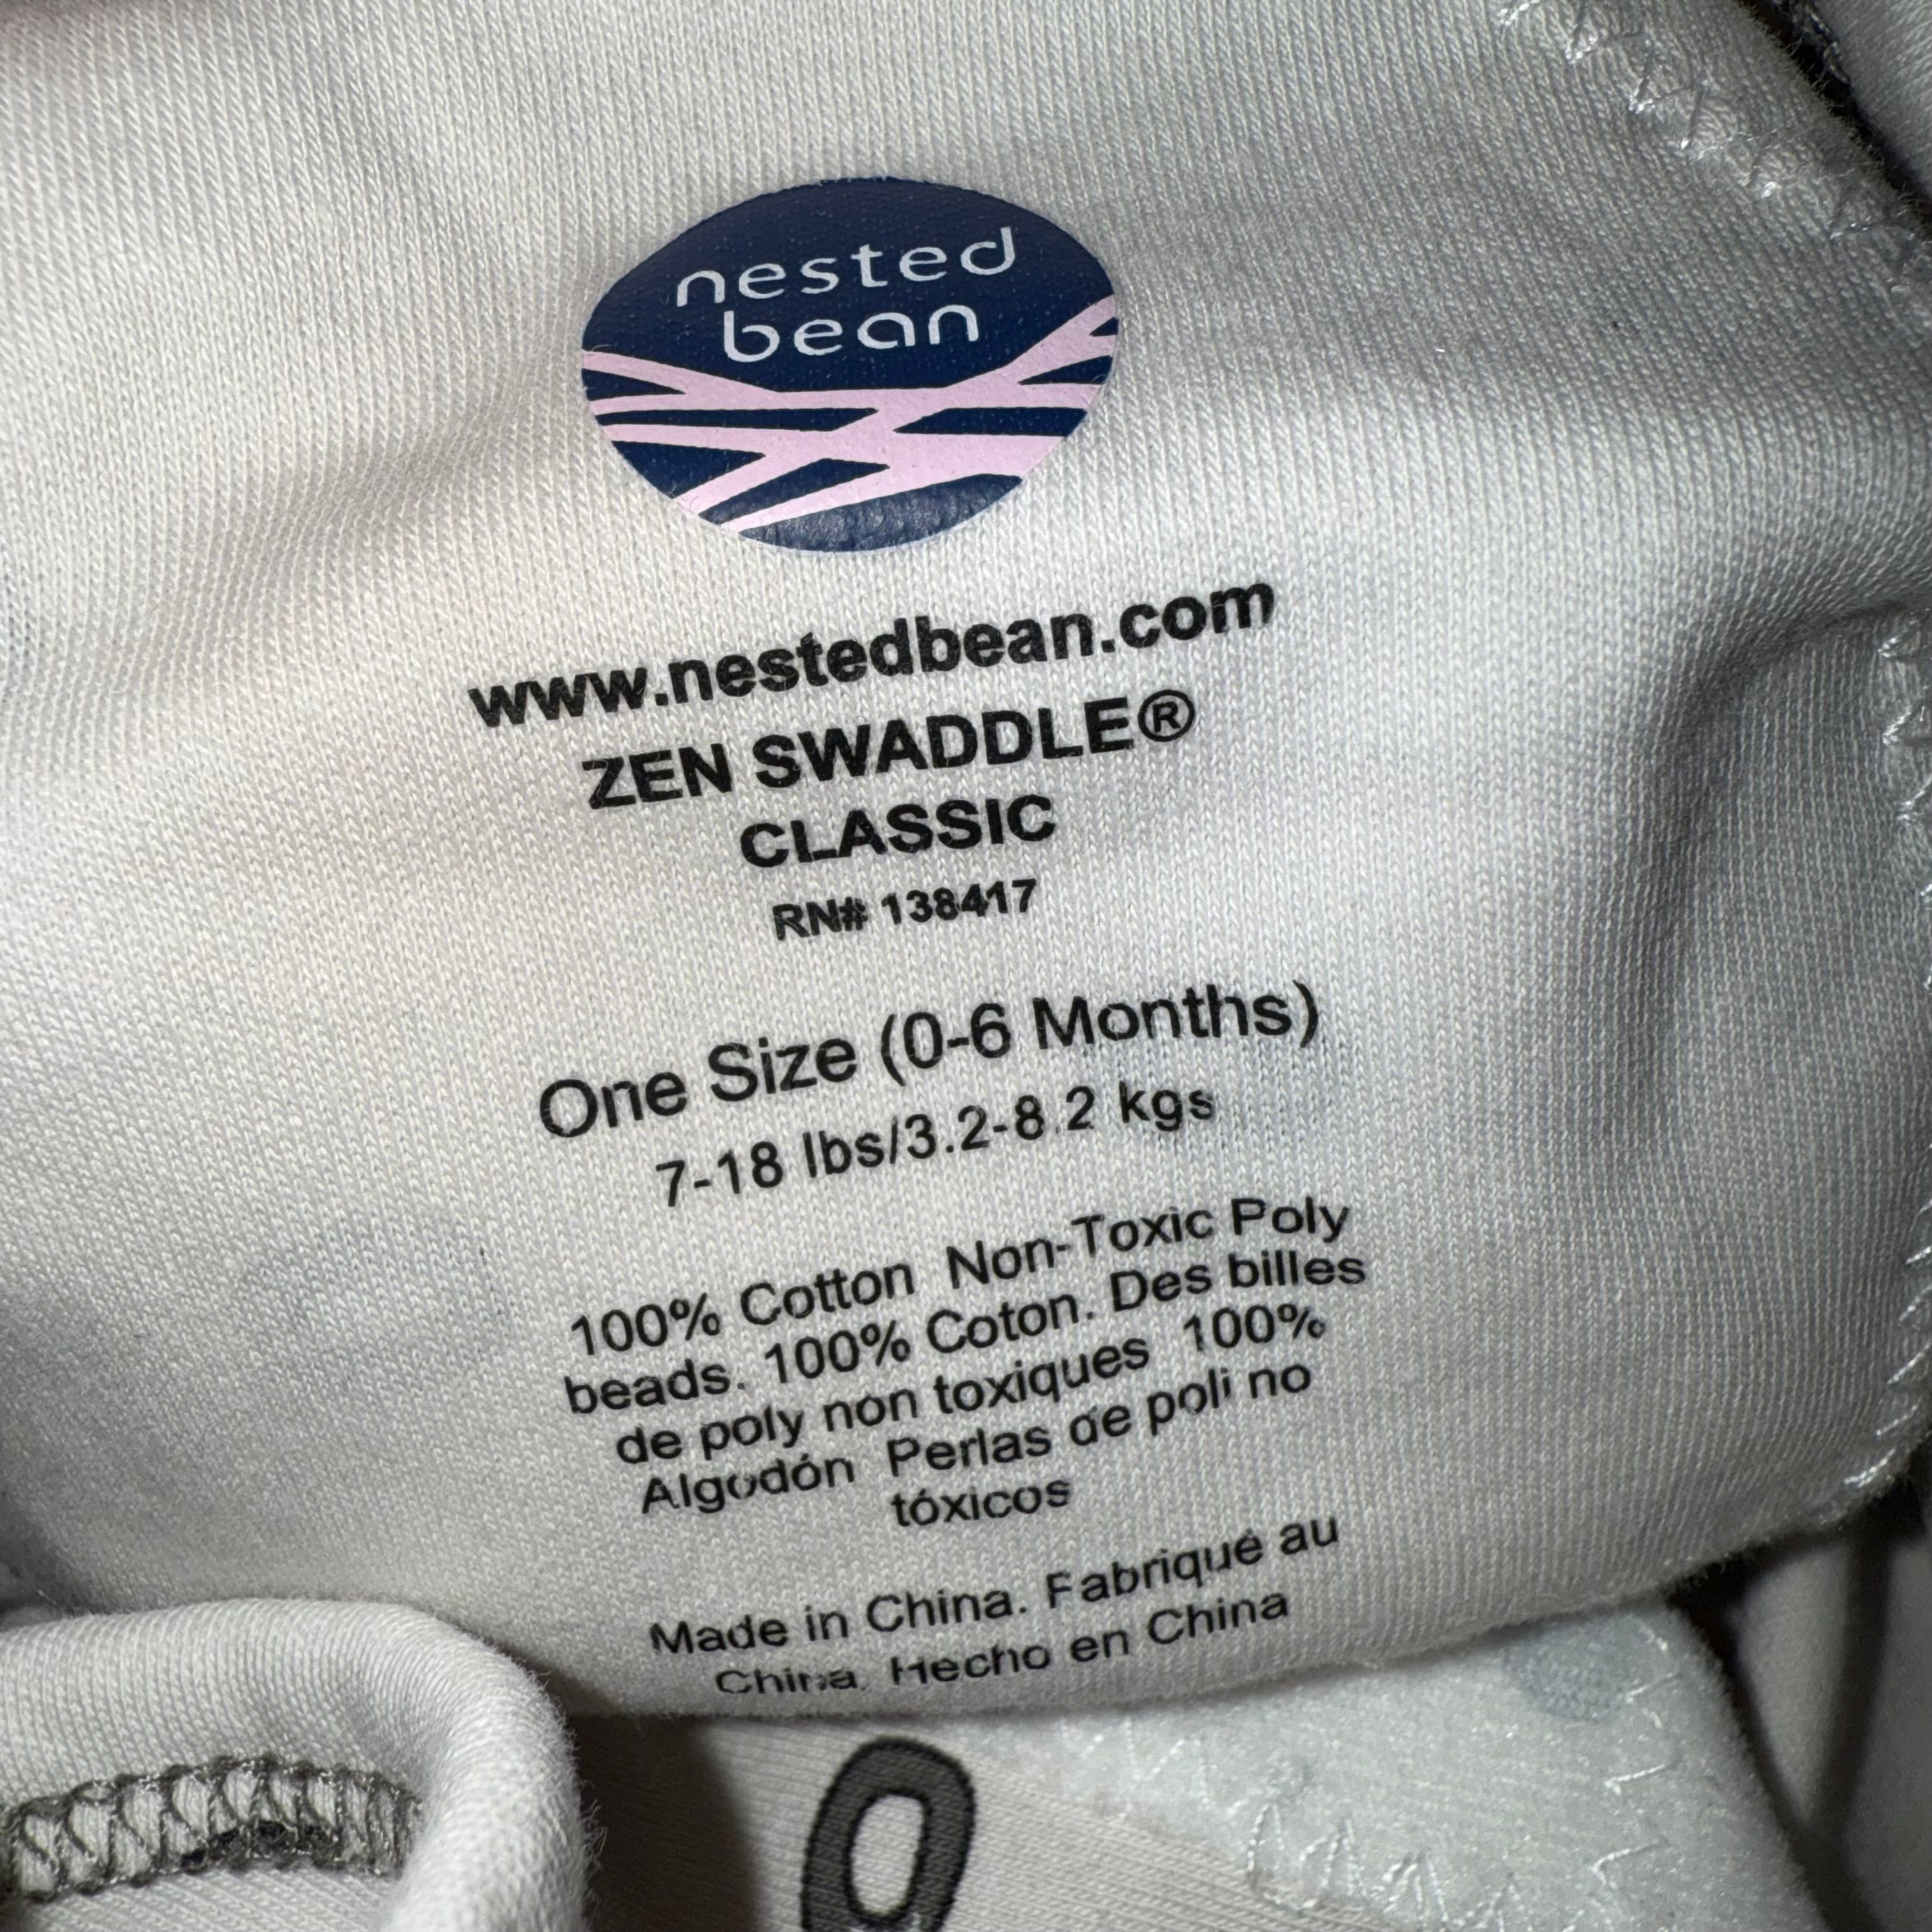 nested
bean
www.nestedbean.com
ZEN SWADDLE®
CLASSIC
RN# 138417
One Size (0-6 Months)
7-18 lbs/3.2-8.2 kgs
100% Cotton Non-Toxic Poly
beads. 100% Coton. Des billes
de poly non toxiques 100%
Algodón Perlas de poli no
tóxicos
Made in China. Fabriqué au
China. Hecho en China